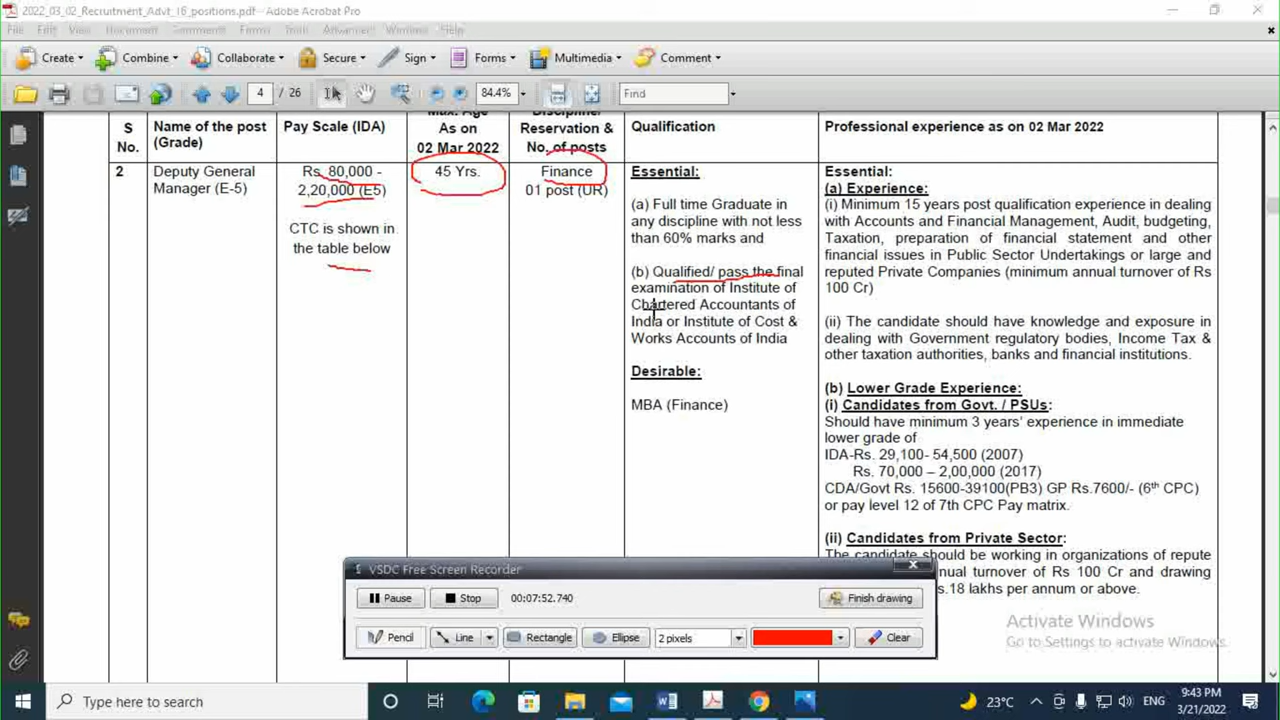 2022_03_02_Recruitment_Advt_16_positions.pdf - Adobe Acrobat Pro
File Edit View Document Comments Forms Tools Advanced Windows Help
Create Combine Collaborate Secure Sign Forms Multimedia Comment
4 / 26 84.4% Find
S No.
Name of the post (Grade)
Pay Scale (IDA)
Max. Age
As on
02 Mar 2022
Discipline/
Reservation &
No. of posts
Qualification
Professional experience as on 02 Mar 2022
2
Deputy General
Manager (E-5)
Rs. 80,000 -
2,20,000 (E5)
CTC is shown in
the table below
45 Yrs.
Finance
01 post (UR)
Essential:
(a) Full time Graduate in
any discipline with not less
than 60% marks and
(b) Qualified/ pass the final
examination of Institute of
Chartered Accountants of
India or Institute of Cost &
Works Accounts of India
Desirable:
MBA (Finance)
Essential:
(a) Experience:
(i) Minimum 15 years post qualification experience in dealing
with Accounts and Financial Management, Audit, budgeting,
Taxation, preparation of financial statement and other
financial issues in Public Sector Undertakings or large and
reputed Private Companies (minimum annual turnover of Rs
100 Cr)
(ii) The candidate should have knowledge and exposure in
dealing with Government regulatory bodies, Income Tax &
other taxation authorities, banks and financial institutions.
(b) Lower Grade Experience:
(i) Candidates from Govt. / PSUs:
Should have minimum 3 years' experience in immediate
lower grade of
IDA-Rs. 29,100- 54,500 (2007)
Rs. 70,000 – 2,00,000 (2017)
CDA/Govt Rs. 15600-39100(PB3) GP Rs.7600/- (6th CPC)
or pay level 12 of 7th CPC Pay matrix.
(ii) Candidates from Private Sector:
The candidate should be working in organizations of repute
nual turnover of Rs 100 Cr and drawing
s.18 lakhs per annum or above.
VSDC Free Screen Recorder
Pause Stop 00:07:52.740 Finish drawing
Pencil Line Rectangle Ellipse 2 pixels Clear
Activate Windows
Go to Settings to activate Windows.
Type here to search
23°C ENG 9:43 PM
3/21/2022